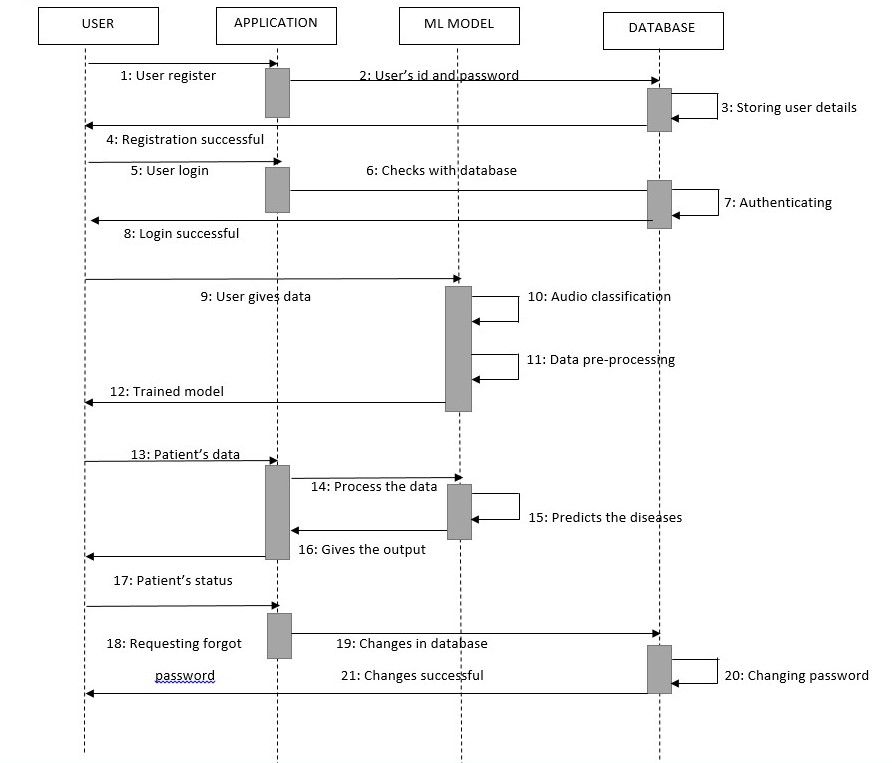 USER
APPLICATION
ML MODEL
DATABASE
1: User register
2: User’s id and password
3: Storing user details
4: Registration successful
5: User login
6: Checks with database
7: Authenticating
8: Login successful
9: User gives data
10: Audio classification
11: Data pre-processing
12: Trained model
13: Patient’s data
14: Process the data
15: Predicts the diseases
16: Gives the output
17: Patient’s status
18: Requesting forgot
password
19: Changes in database
21: Changes successful
20: Changing password